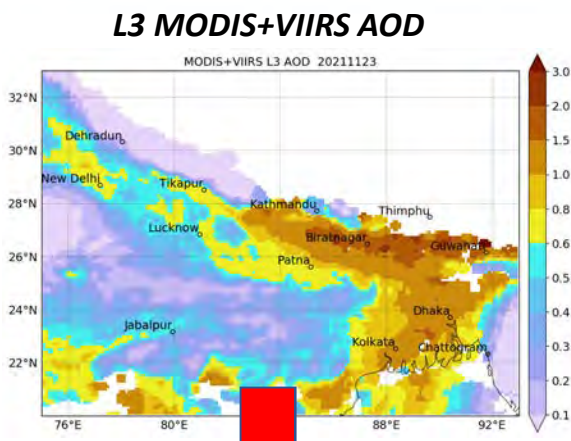 L3 MODIS+VIIRS AOD
MODIS+VIIRS L3 AOD 20211123
3.0
32°N
2.0
Dehradun
30°N
1.5
New Delhi
Tikapur
1.0
28°N
Kathmandu
Thimphu
0.8
Lucknow
Biratnagar
Guwahati
26°N
Patna
0.6
0.5
24°N
Dhaka
0.4
Jabalpur
Kolkata
Chattogram
0.3
22°N
0.2
0.1
76°E 80°E 84°E 88°E 92°E